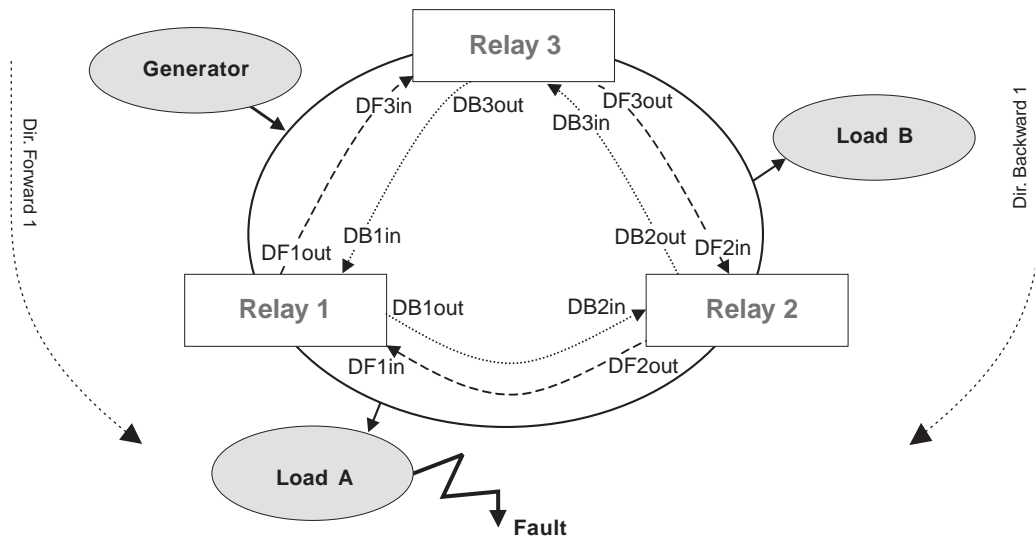 Relay 3
Generator
DF3in
DB3out
DF3out
DB3in
Load B
Dir. Forward 1
Dir. Backward 1
DF1out
DB1in
DB2out
DF2in
Relay 1
DB1out
DB2in
Relay 2
DF1in
DF2out
Load A
Fault